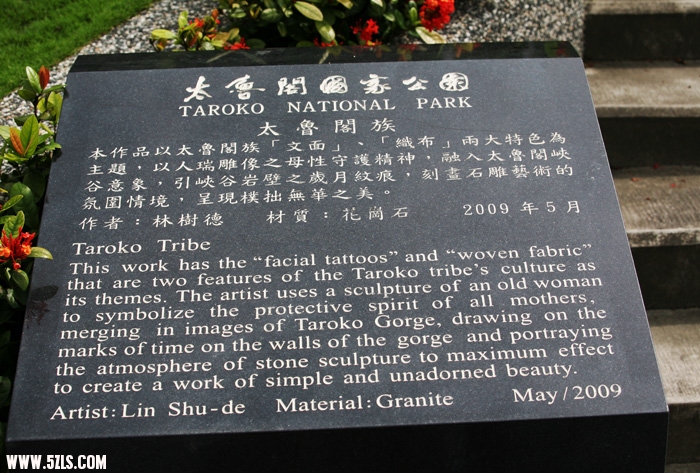 太魯閣國家公園
TAROKO NATIONAL PARK
太魯閣族
本作品以太魯閣族「文面」、「織布」兩大特色為
主題，以人瑞雕像之母性守護精神，融入太魯閣峽
谷意象，引峽谷岩壁之歲月紋痕，刻畫石雕藝術的
氛圍情境，呈現樸拙無華之美。
作者：林樹德 材質：花崗石 2009年5月
Taroko Tribe
This work has the “facial tattoos” and “woven fabric”
that are two features of the Taroko tribe's culture as
its themes. The artist uses a sculpture of an old woman
to symbolize the protective spirit of all mothers,
merging in images of Taroko Gorge, drawing on the
marks of time on the walls of the gorge and portraying
the atmosphere of stone sculpture to maximum effect
to create a work of simple and unadorned beauty.
Artist:Lin Shu-de Material:Granite May/2009
WWW.5ZLS.COM